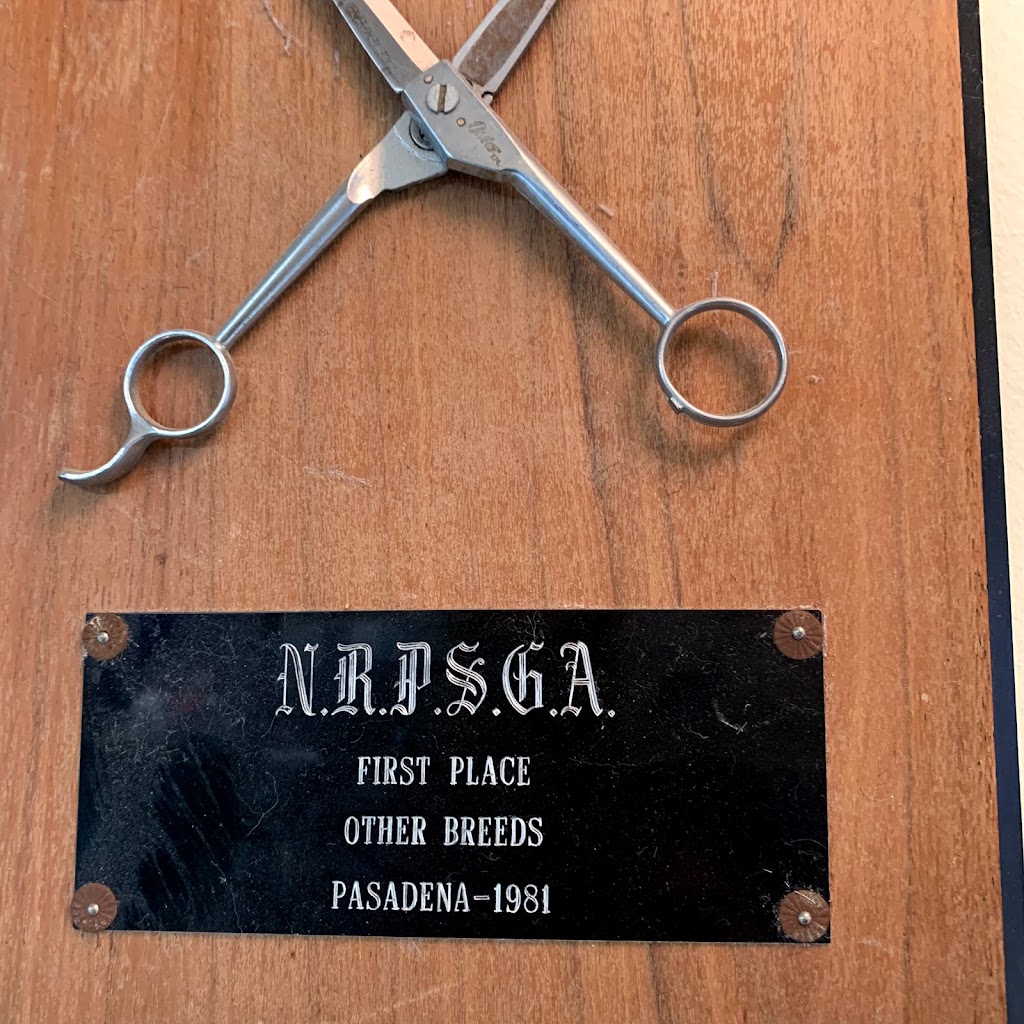 N.R.P.S.G.A.
FIRST PLACE
OTHER BREEDS
PASADENA-1981